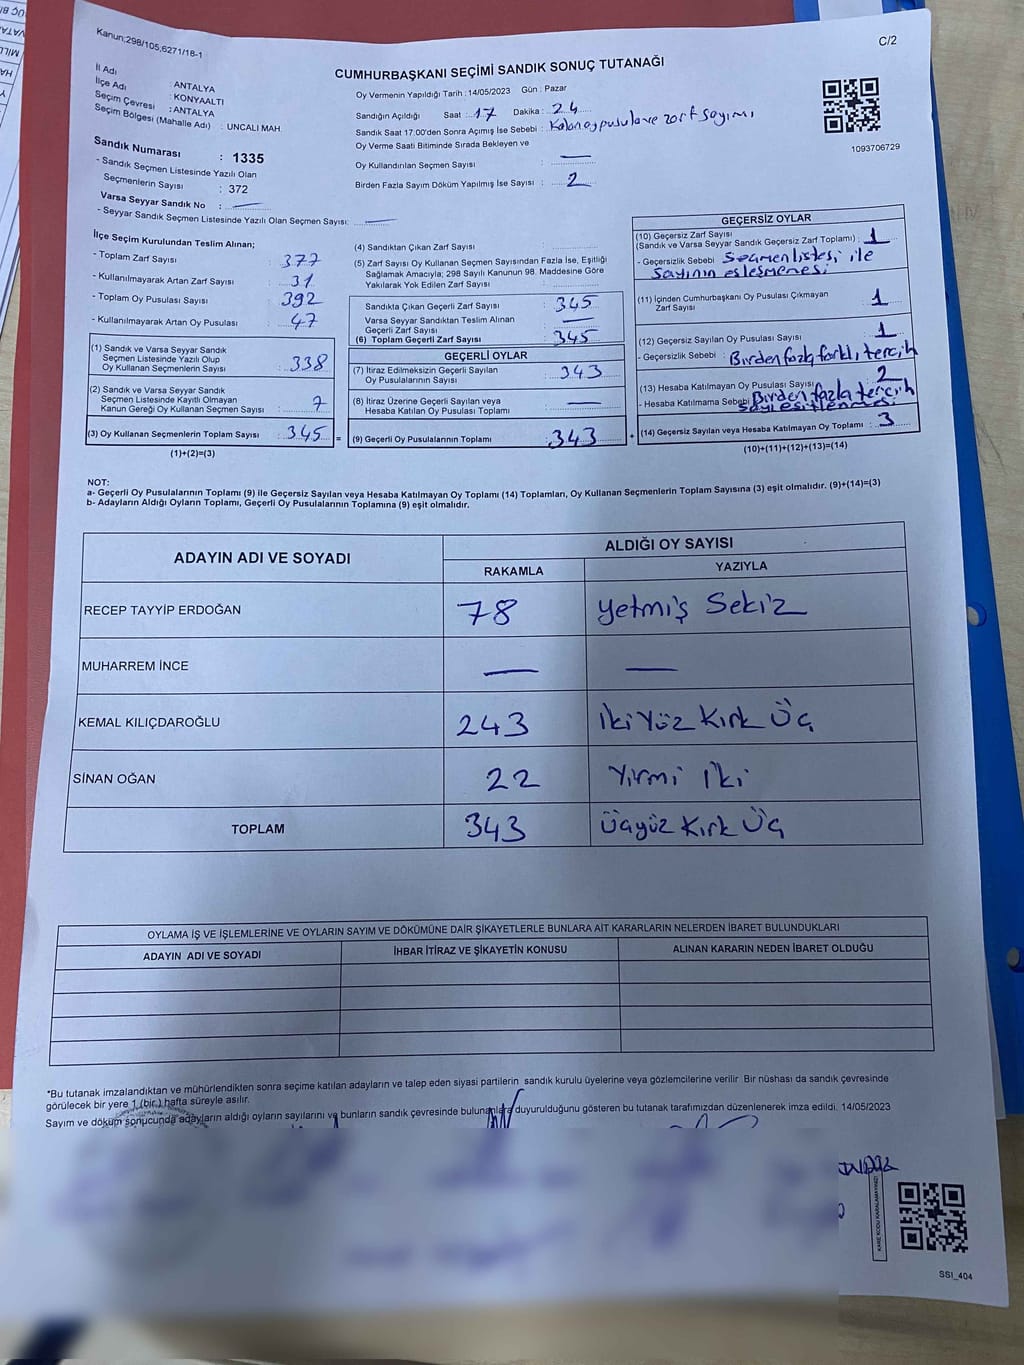 Kanun;298/105;6271/18-1
C/2
CUMHURBAŞKANI SEÇİMİ SANDIK SONUÇ TUTANAĞI
İl Adı : ANTALYA
İlçe Adı : KONYAALTI
Seçim Çevresi : ANTALYA
Seçim Bölgesi (Mahalle Adı) : UNCALI MAH.
Sandık Numarası : 1335
- Sandık Seçmen Listesinde Yazılı Olan
Seçmenlerin Sayısı : 372
Varsa Seyyar Sandık No : —
- Seyyar Sandık Seçmen Listesinde Yazılı Olan Seçmen Sayısı: —
Oy Vermenin Yapıldığı Tarih : 14/05/2023 Gün : Pazar
Sandığın Açıldığı Saat : 17 Dakika : 24
Sandık Saat 17.00'den Sonra Açımış İse Sebebi : Kalan oy pusula ve zarf sayımı
Oy Verme Saati Bitiminde Sırada Bekleyen ve
Oy Kullandırılan Seçmen Sayısı : —
Birden Fazla Sayım Döküm Yapılmış İse Sayısı : 2
1093706729
İlçe Seçim Kurulundan Teslim Alınan;
- Toplam Zarf Sayısı : 377
- Kullanılmayarak Artan Zarf Sayısı : 31
- Toplam Oy Pusulası Sayısı : 392
- Kullanılmayarak Artan Oy Pusulası : 47
(1) Sandık ve Varsa Seyyar Sandık
Seçmen Listesinde Yazılı Olup
Oy Kullanan Seçmenlerin Sayısı : 338
(2) Sandık ve Varsa Seyyar Sandık
Seçmen Listesinde Kayıtlı Olmayan
Kanun Gereği Oy Kullanan Seçmen Sayısı : 7
(3) Oy Kullanan Seçmenlerin Toplam Sayısı : 345 =
(1)+(2)=(3)
(4) Sandıktan Çıkan Zarf Sayısı :
(5) Zarf Sayısı Oy Kullanan Seçmen Sayısından Fazla İse, Eşitliği
Sağlamak Amacıyla; 298 Sayılı Kanunun 98. Maddesine Göre
Yakılarak Yok Edilen Zarf Sayısı :
Sandıkta Çıkan Geçerli Zarf Sayısı : 345
Varsa Seyyar Sandıktan Teslim Alınan
Geçerli Zarf Sayısı : —
(6) Toplam Geçerli Zarf Sayısı : 345
GEÇERLİ OYLAR
(7) İtiraz Edilmeksizin Geçerli Sayılan
Oy Pusulalarının Sayısı : 343
(8) İtiraz Üzerine Geçerli Sayılan veya
Hesaba Katılan Oy Pusulası Toplamı : —
(9) Geçerli Oy Pusulalarının Toplamı : 343 +
GEÇERSİZ OYLAR
(10) Geçersiz Zarf Sayısı
(Sandık ve Varsa Seyyar Sandık Geçersiz Zarf Toplamı) : 1
- Geçersizlik Sebebi : Seçmen listesi ile
Sayının eşleşmemesi
(11) İçinden Cumhurbaşkanı Oy Pusulası Çıkmayan
Zarf Sayısı : 1
(12) Geçersiz Sayılan Oy Pusulası Sayısı : 1
- Geçersizlik Sebebi : Birden fazla farklı tercih
(13) Hesaba Katılmayan Oy Pusulası Sayısı : 2
- Hesaba Katılmama Sebebi : Birden fazla tercih
sayı eşitlenmesi
(14) Geçersiz Sayılan veya Hesaba Katılmayan Oy Toplamı : 3
(10)+(11)+(12)+(13)=(14)
NOT:
a- Geçerli Oy Pusulalarının Toplamı (9) ile Geçersiz Sayılan veya Hesaba Katılmayan Oy Toplamı (14) Toplamları, Oy Kullanan Seçmenlerin Toplam Sayısına (3) eşit olmalıdır. (9)+(14)=(3)
b- Adayların Aldığı Oyların Toplamı, Geçerli Oy Pusulalarının Toplamına (9) eşit olmalıdır.
ADAYIN ADI VE SOYADI
ALDIĞI OY SAYISI
RAKAMLA YAZIYLA
RECEP TAYYİP ERDOĞAN 78 Yetmiş Sekiz
MUHARREM İNCE — —
KEMAL KILIÇDAROĞLU 243 İki Yüz Kırk Üç
SİNAN OĞAN 22 Yirmi İki
TOPLAM 343 Üçyüz Kırk Üç
OYLAMA İŞ VE İŞLEMLERİNE VE OYLARIN SAYIM VE DÖKÜMÜNE DAİR ŞİKAYETLERLE BUNLARA AİT KARARLARIN NELERDEN İBARET BULUNDUKLARI
ADAYIN ADI VE SOYADI İHBAR İTİRAZ VE ŞİKAYETİN KONUSU ALINAN KARARIN NEDEN İBARET OLDUĞU
*Bu tutanak imzalandıktan ve mühürlendikten sonra seçime katılan adayların ve talep eden siyasi partilerin sandık kurulu üyelerine veya gözlemcilerine verilir Bir nüshası da sandık çevresinde
görülecek bir yere 1 (bir ) hafta süreyle asılır.
Sayım ve döküm sonucunda adayların aldığı oyların sayılarını ve bunların sandık çevresinde bulunanlara duyurulduğunu gösteren bu tutanak tarafımızdan düzenlenerek imza edildi. 14/05/2023
KARE KODU KARALAMAYINIZ!
SSI_404